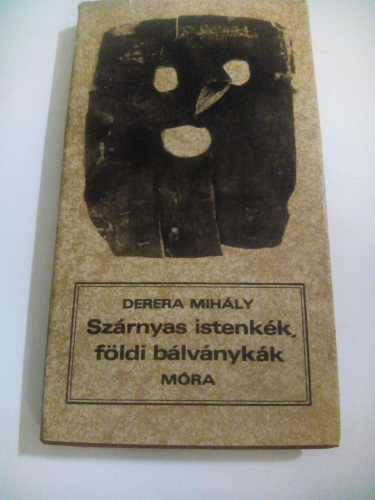 DERERA MIHÁLY
Szárnyas istenkék,
földi bálványkák
MÓRA